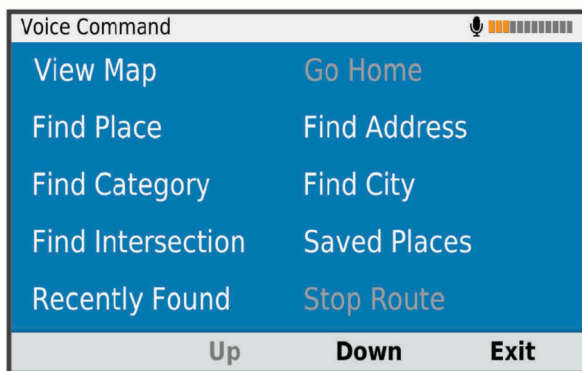 Voice Command
View Map Go Home
Find Place Find Address
Find Category Find City
Find Intersection Saved Places
Recently Found Stop Route
Up Down Exit